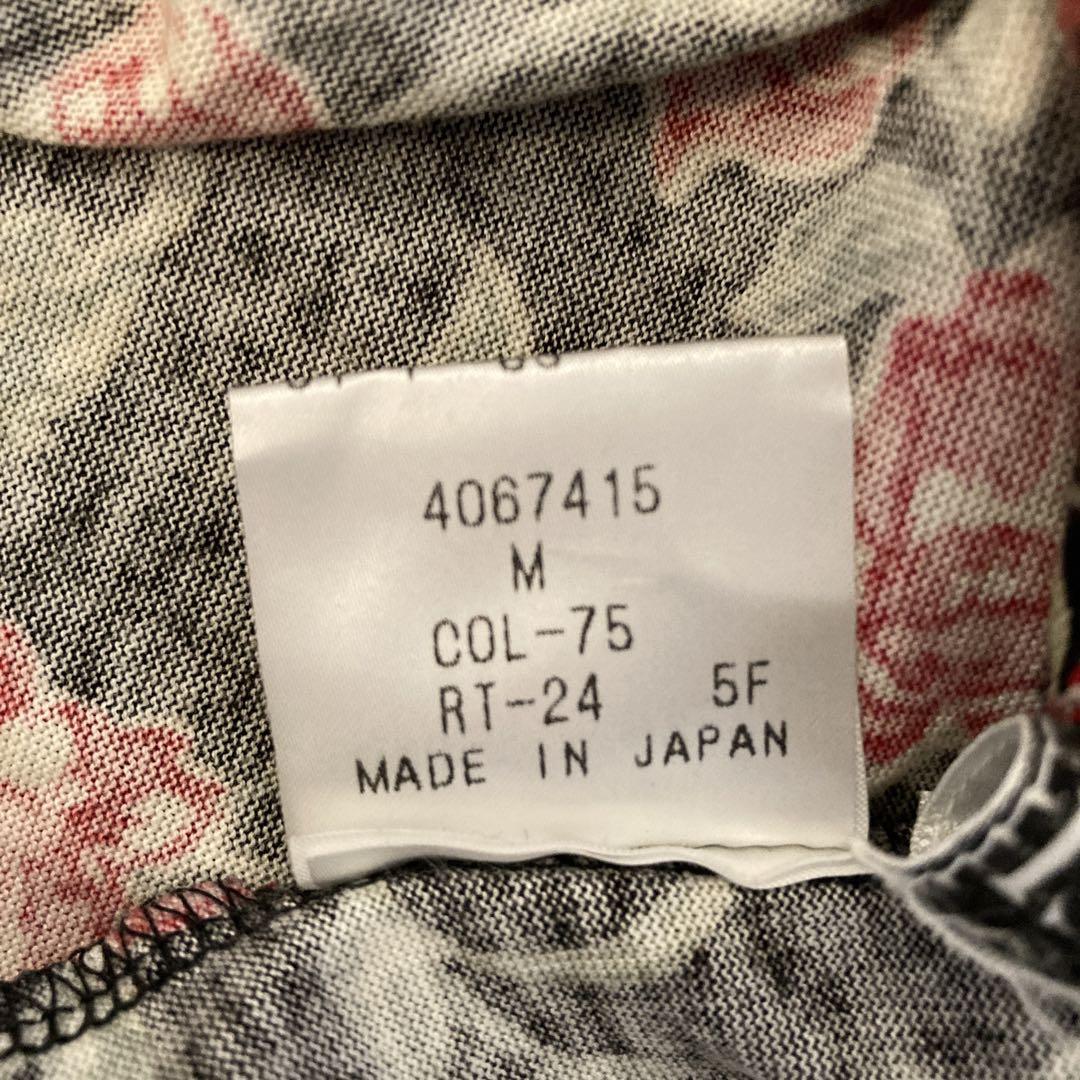 4067415
M
COL-75
RT-24 5F
MADE IN JAPAN